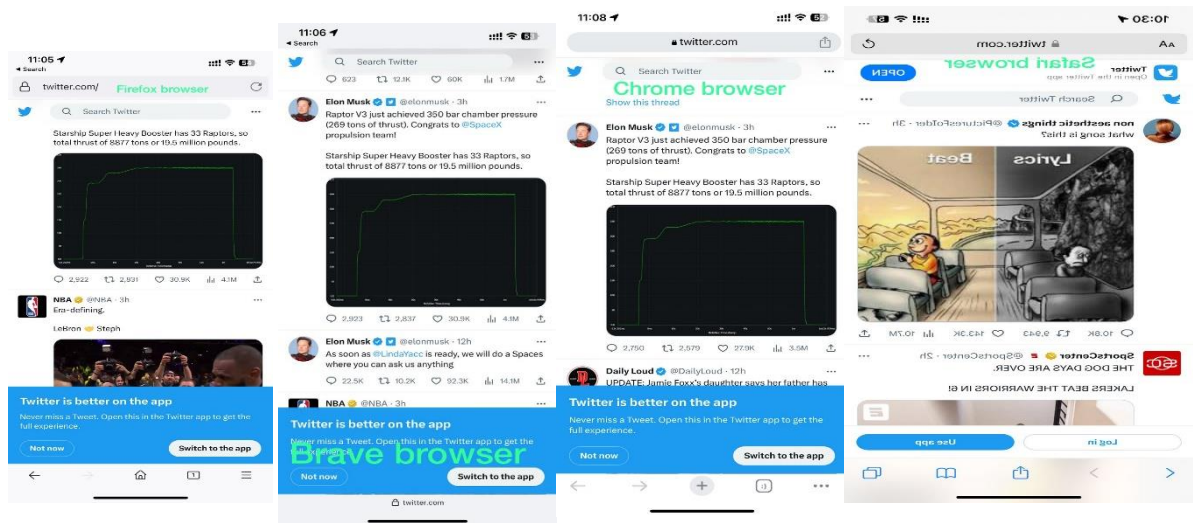 11:05
Search
twitter.com/ Firefox browser
Search Twitter
Starship Super Heavy Booster has 33 Raptors, so
total thrust of 8877 tons or 19.5 million pounds.
2,922 2,831 30.9K 4.1M
NBA @NBA · 3h
Era-defining.
LeBron 🤝 Steph
Twitter is better on the app
Never miss a Tweet. Open this in the Twitter app to get the
full experience.
Not now Switch to the app
1
11:06
Search
Search Twitter
623 12.1K 60K 1.7M
Elon Musk @elonmusk · 3h
Raptor V3 just achieved 350 bar chamber pressure
(269 tons of thrust). Congrats to @SpaceX
propulsion team!
Starship Super Heavy Booster has 33 Raptors, so
total thrust of 8877 tons or 19.5 million pounds.
2,923 2,837 30.9K 4.1M
Elon Musk @elonmusk · 12h
As soon as @LindaYacc is ready, we will do a Spaces
where you can ask us anything
22.5K 10.2K 92.3K 14.1M
NBA @NBA · 3h
Twitter is better on the app
Never miss a Tweet. Open this in the Twitter app to get the
full experience.
Brave browser
Not now Switch to the app
twitter.com
11:08
twitter.com
Search Twitter
Chrome browser
Show this thread
Elon Musk @elonmusk · 3h
Raptor V3 just achieved 350 bar chamber pressure
(269 tons of thrust). Congrats to @SpaceX
propulsion team!
Starship Super Heavy Booster has 33 Raptors, so
total thrust of 8877 tons or 19.5 million pounds.
2,750 2,579 27.9K 3.5M
Daily Loud @DailyLoud · 12h
UPDATE: Jamie Foxx's daughter says her father has
Twitter is better on the app
Never miss a Tweet. Open this in the Twitter app to get the
full experience.
Not now Switch to the app
10:30
AA twitter.com
Safari browser
Twitter
Open in the Twitter app
OPEN
Search Twitter
non aesthetic things @PicturesFoIder · 3h
what song is this?
Lyrics Beat
10.8K 9,943 143.3K 10.7M
SportsCenter @SportsCenter · 2h
THE DOG DAYS ARE OVER.
LAKERS BEAT THE WARRIORS IN 6!
Log in Use app